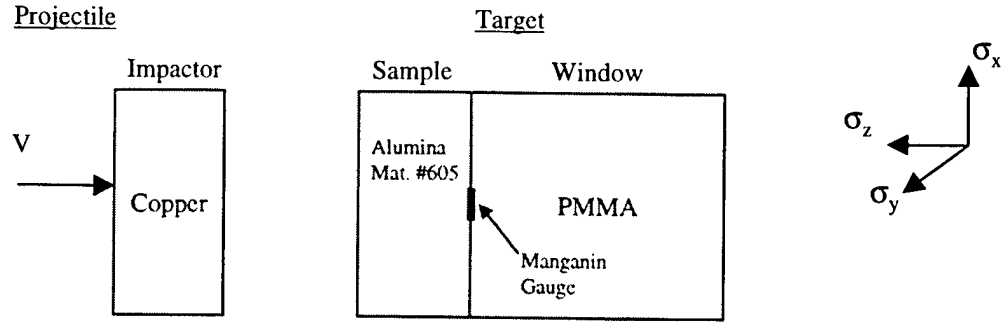 Projectile
Target
Impactor
Sample
Window
V
Copper
Alumina
Mat. #605
PMMA
Manganin
Gauge
σx
σz
σy